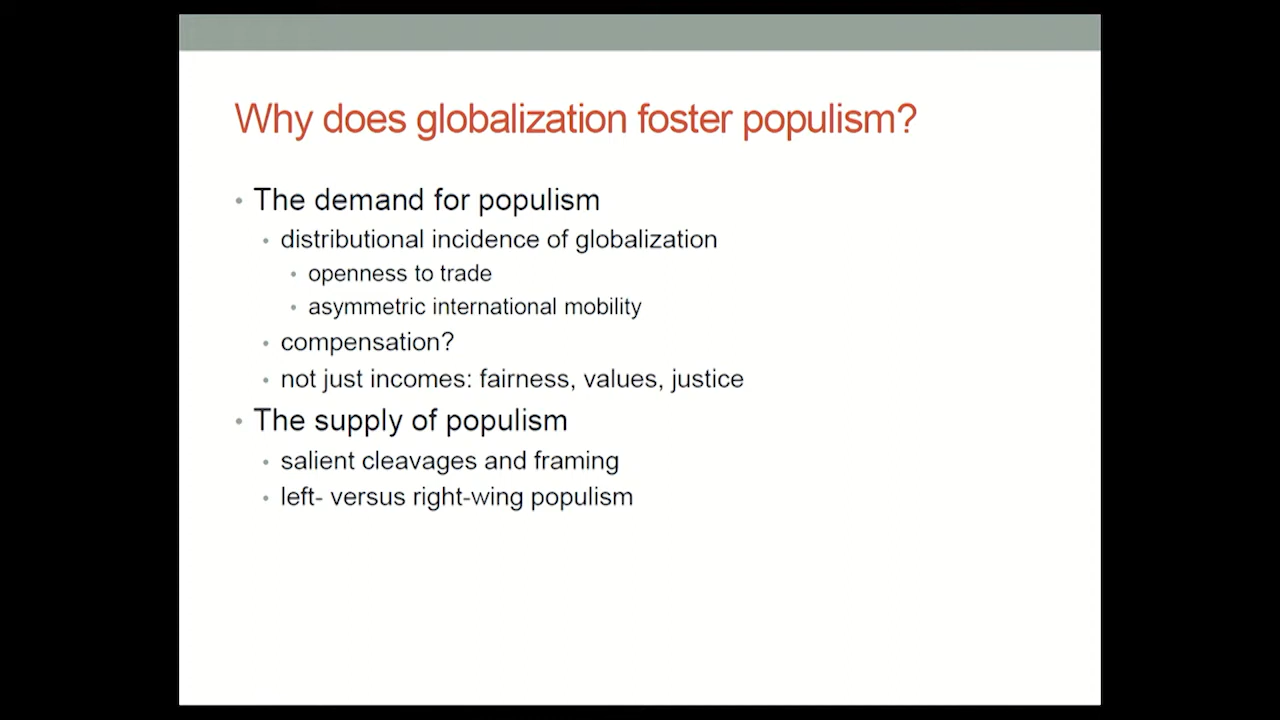 Why does globalization foster populism?
• The demand for populism
• distributional incidence of globalization
• openness to trade
• asymmetric international mobility
• compensation?
• not just incomes: fairness, values, justice
• The supply of populism
• salient cleavages and framing
• left- versus right-wing populism